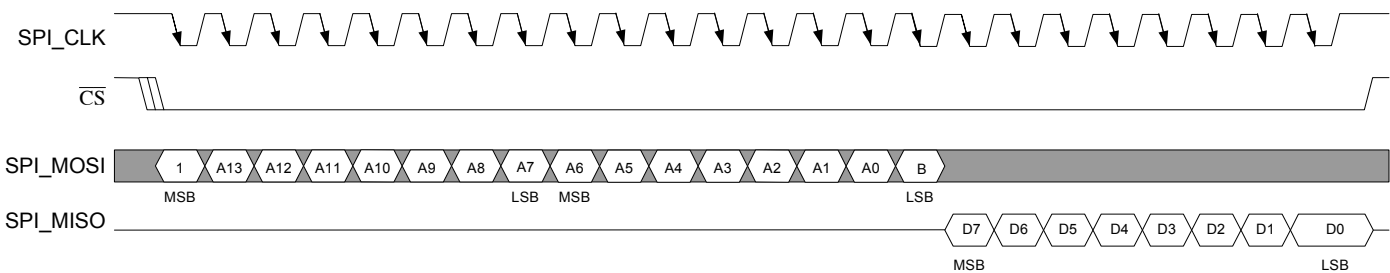 SPI_CLK
CS
SPI_MOSI 1 A13 A12 A11 A10 A9 A8 A7 A6 A5 A4 A3 A2 A1 A0 B
MSB LSB MSB LSB
SPI_MISO D7 D6 D5 D4 D3 D2 D1 D0
MSB LSB